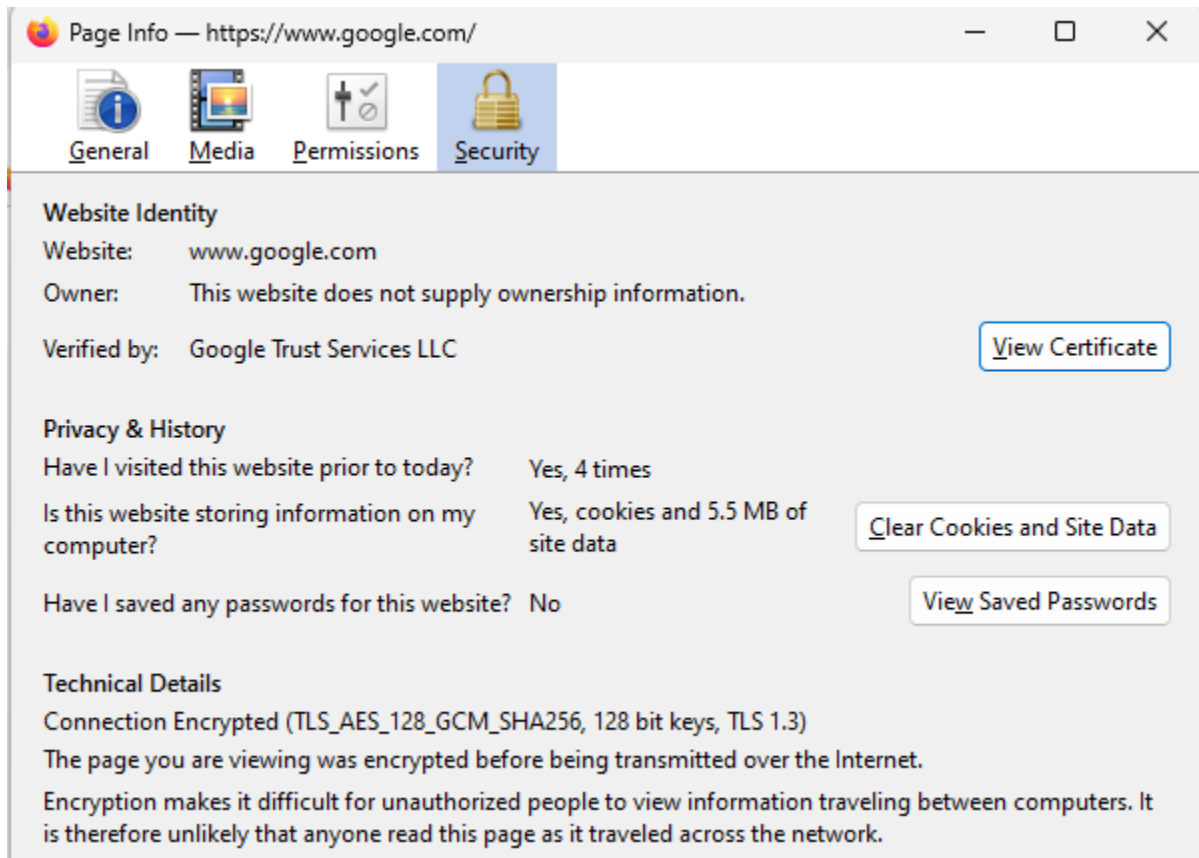 Page Info — https://www.google.com/
General Media Permissions Security
Website Identity
Website: www.google.com
Owner: This website does not supply ownership information.
Verified by: Google Trust Services LLC
View Certificate
Privacy & History
Have I visited this website prior to today? Yes, 4 times
Is this website storing information on my
computer?
Yes, cookies and 5.5 MB of
site data
Clear Cookies and Site Data
Have I saved any passwords for this website? No
View Saved Passwords
Technical Details
Connection Encrypted (TLS_AES_128_GCM_SHA256, 128 bit keys, TLS 1.3)
The page you are viewing was encrypted before being transmitted over the Internet.
Encryption makes it difficult for unauthorized people to view information traveling between computers. It
is therefore unlikely that anyone read this page as it traveled across the network.